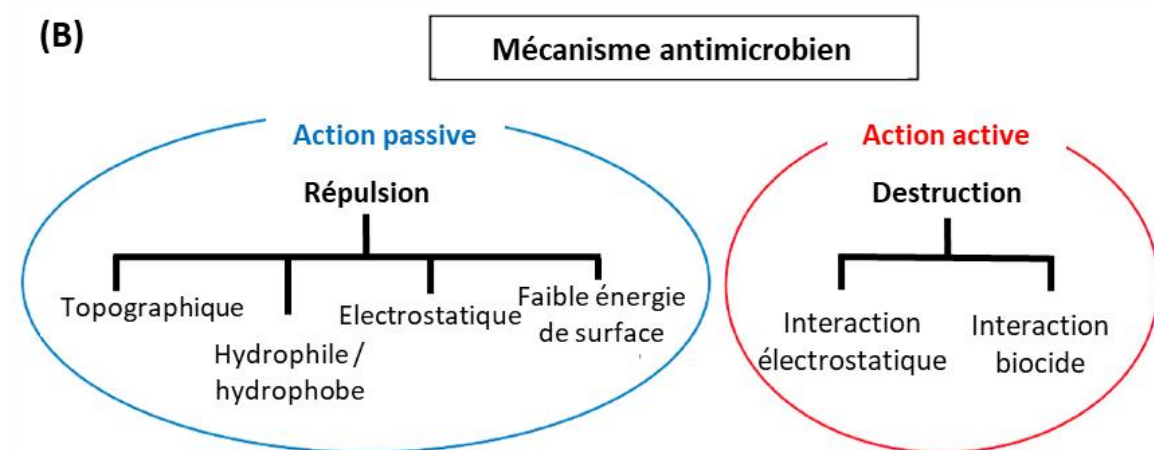 (B)
Mécanisme antimicrobien
Action passive
Répulsion
Topographique
Hydrophile /
hydrophobe
Electrostatique
Faible énergie
de surface
Action active
Destruction
Interaction
électrostatique
Interaction
biocide